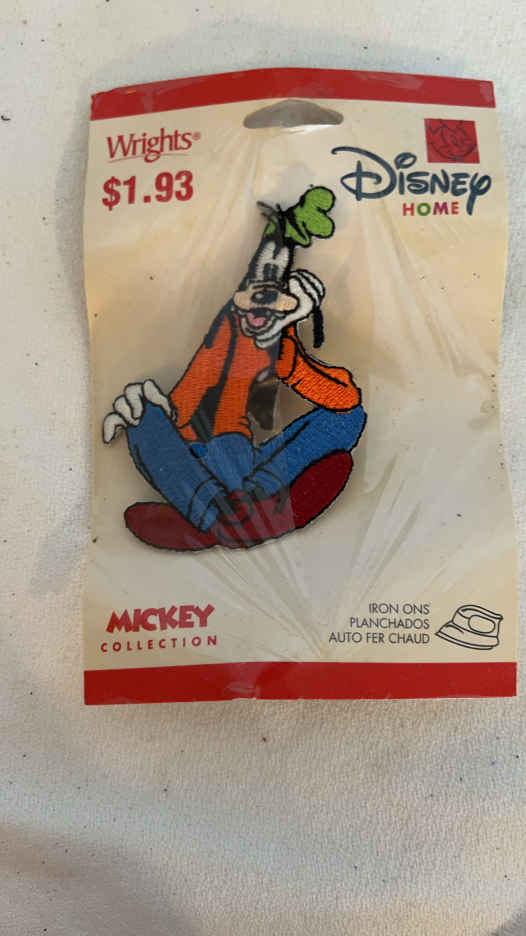 Wrights®
$1.93
Disney
HOME
MICKEY
COLLECTION
IRON ONS
PLANCHADOS
AUTO FER CHAUD